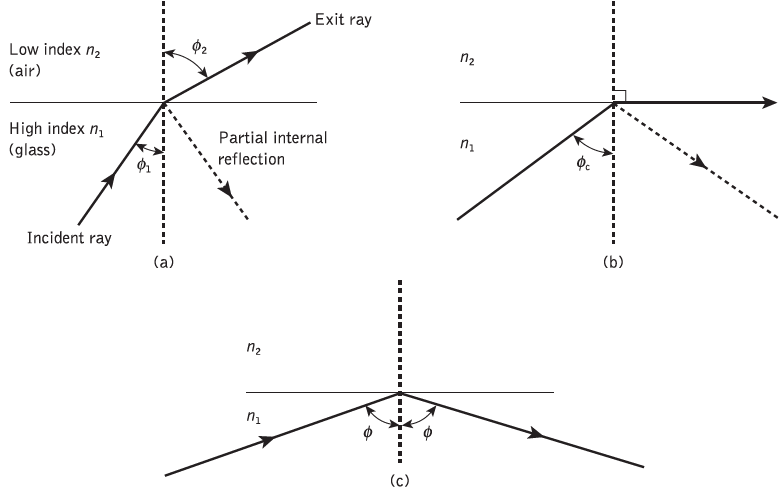 Exit ray
Low index n₂
(air)
ϕ₂
High index n₁
(glass)
ϕ₁
Partial internal
reflection
Incident ray
(a)
n₂
n₁
ϕc
(b)
n₂
n₁
ϕ ϕ
(c)